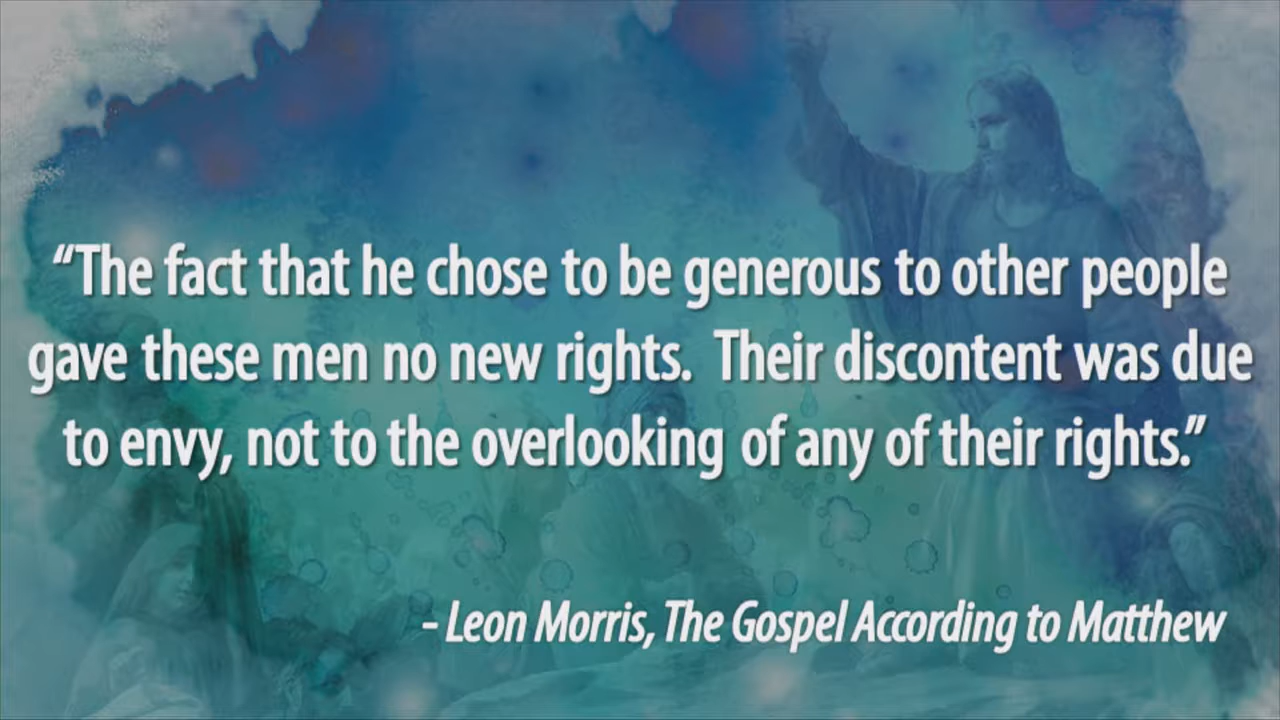 “The fact that he chose to be generous to other people
gave these men no new rights.  Their discontent was due
to envy, not to the overlooking of any of their rights.”
- Leon Morris, The Gospel According to Matthew